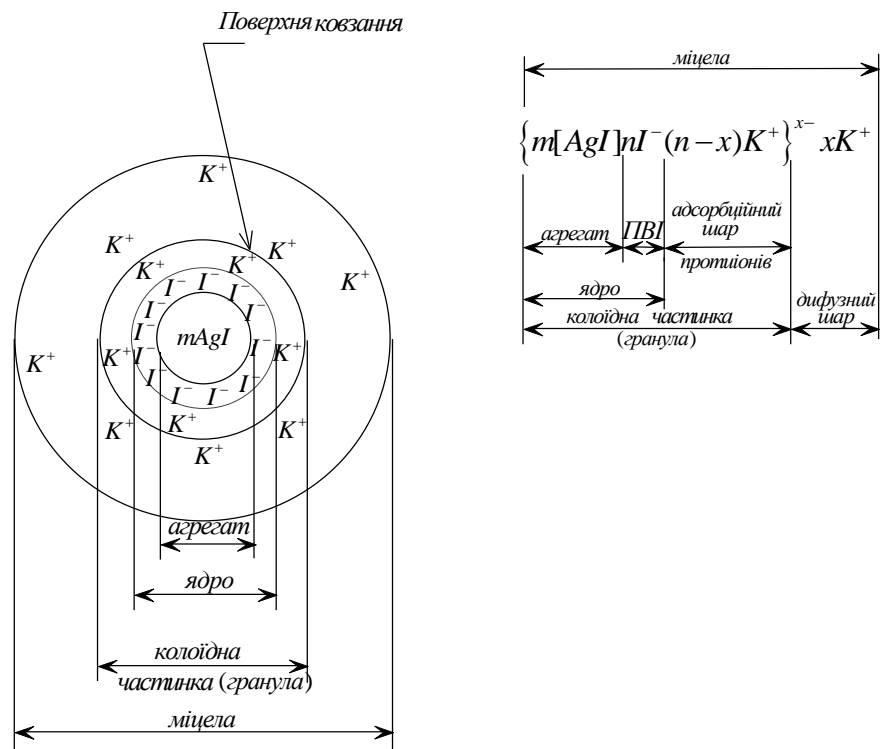 Поверхня ковзання
K⁺
K⁺ K⁺
K⁺ K⁺ K⁺
I⁻ I⁻ I⁻
I⁻ I⁻
I⁻ mAgI I⁻
K⁺ K⁺ I⁻ K⁺
I⁻ I⁻
I⁻ I⁻
K⁺
K⁺ K⁺
K⁺
агрегат
ядро
колоїдна
частинка (гранула)
міцела
міцела
{m[AgI]nI⁻(n − x)K⁺}ˣ⁻ xK⁺
агрегат
ПВІ
адсорбційний
шар
протиіонів
ядро
колоїдна частинка
(гранула)
дифузний
шар